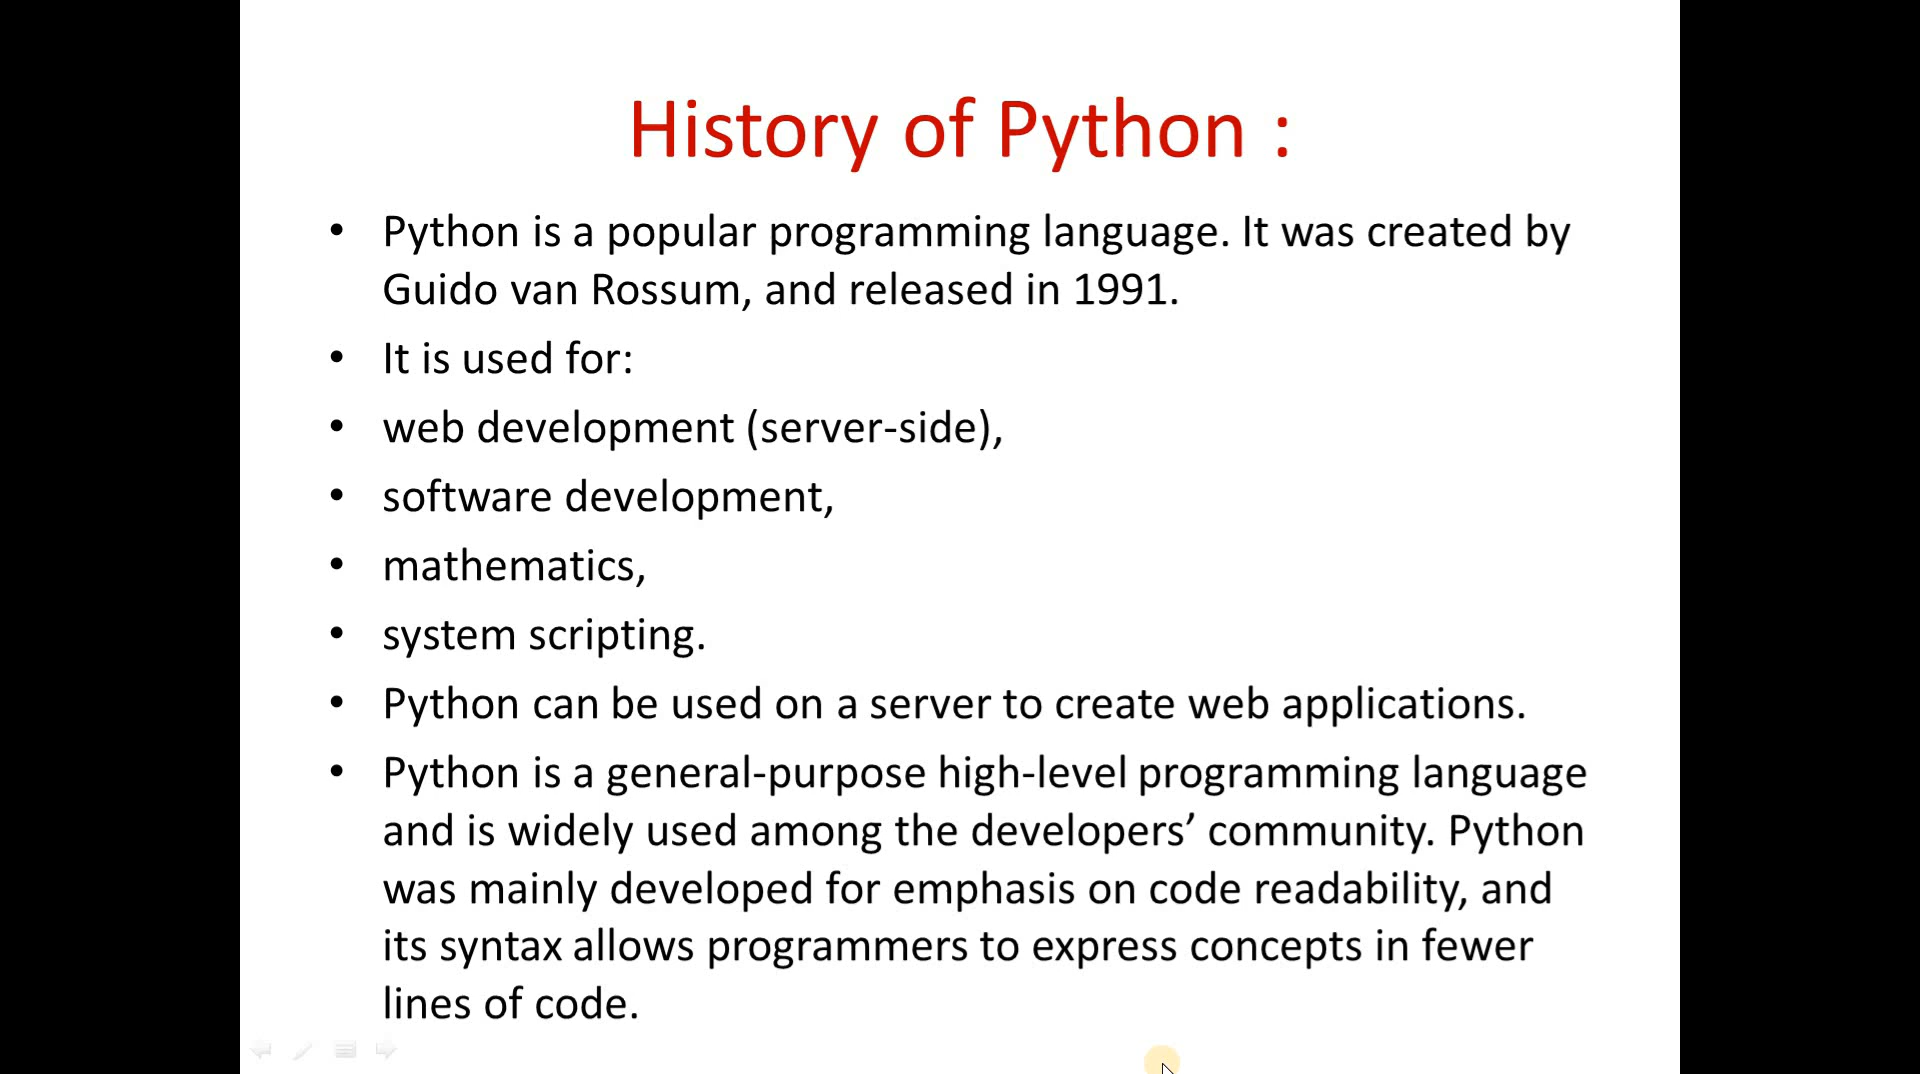 History of Python :
• Python is a popular programming language. It was created by
Guido van Rossum, and released in 1991.
• It is used for:
• web development (server-side),
• software development,
• mathematics,
• system scripting.
• Python can be used on a server to create web applications.
• Python is a general-purpose high-level programming language
and is widely used among the developers’ community. Python
was mainly developed for emphasis on code readability, and
its syntax allows programmers to express concepts in fewer
lines of code.